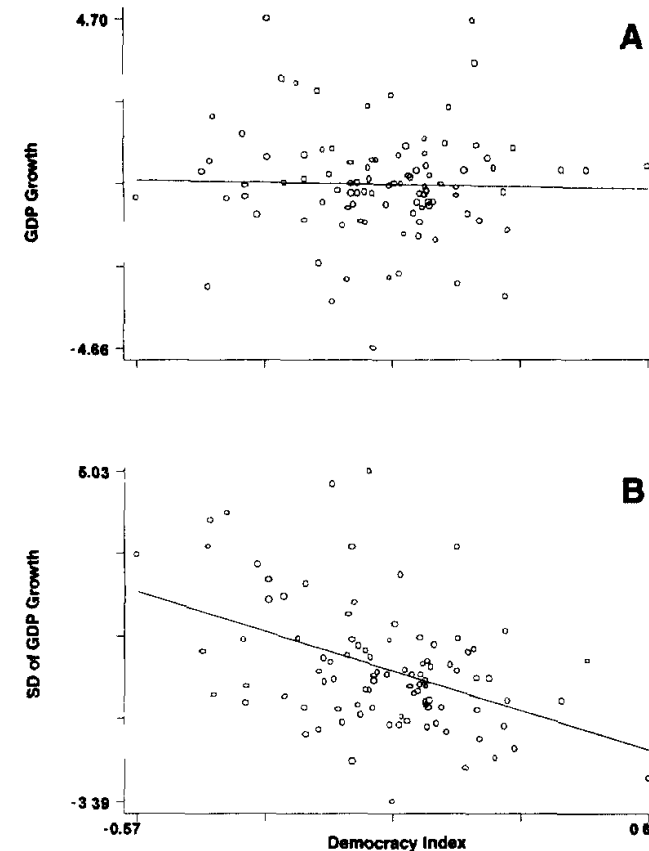 4.70
A
GDP Growth
-4.66
5.03
B
SD of GDP Growth
-3 39
-0.57
Democracy Index